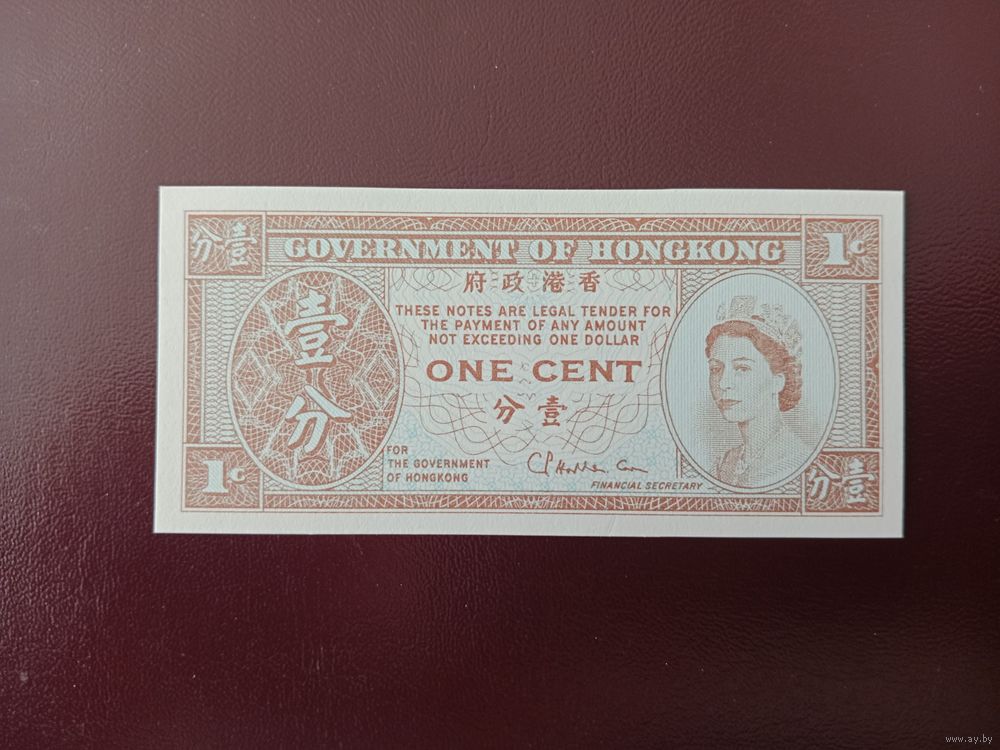 分壹
GOVERNMENT OF HONGKONG
1¢
府政港香
壹
分
THESE NOTES ARE LEGAL TENDER FOR
THE PAYMENT OF ANY AMOUNT
NOT EXCEEDING ONE DOLLAR
ONE CENT
分壹
FOR
THE GOVERNMENT
OF HONGKONG
FINANCIAL SECRETARY
1¢
分壹
www.ay.by